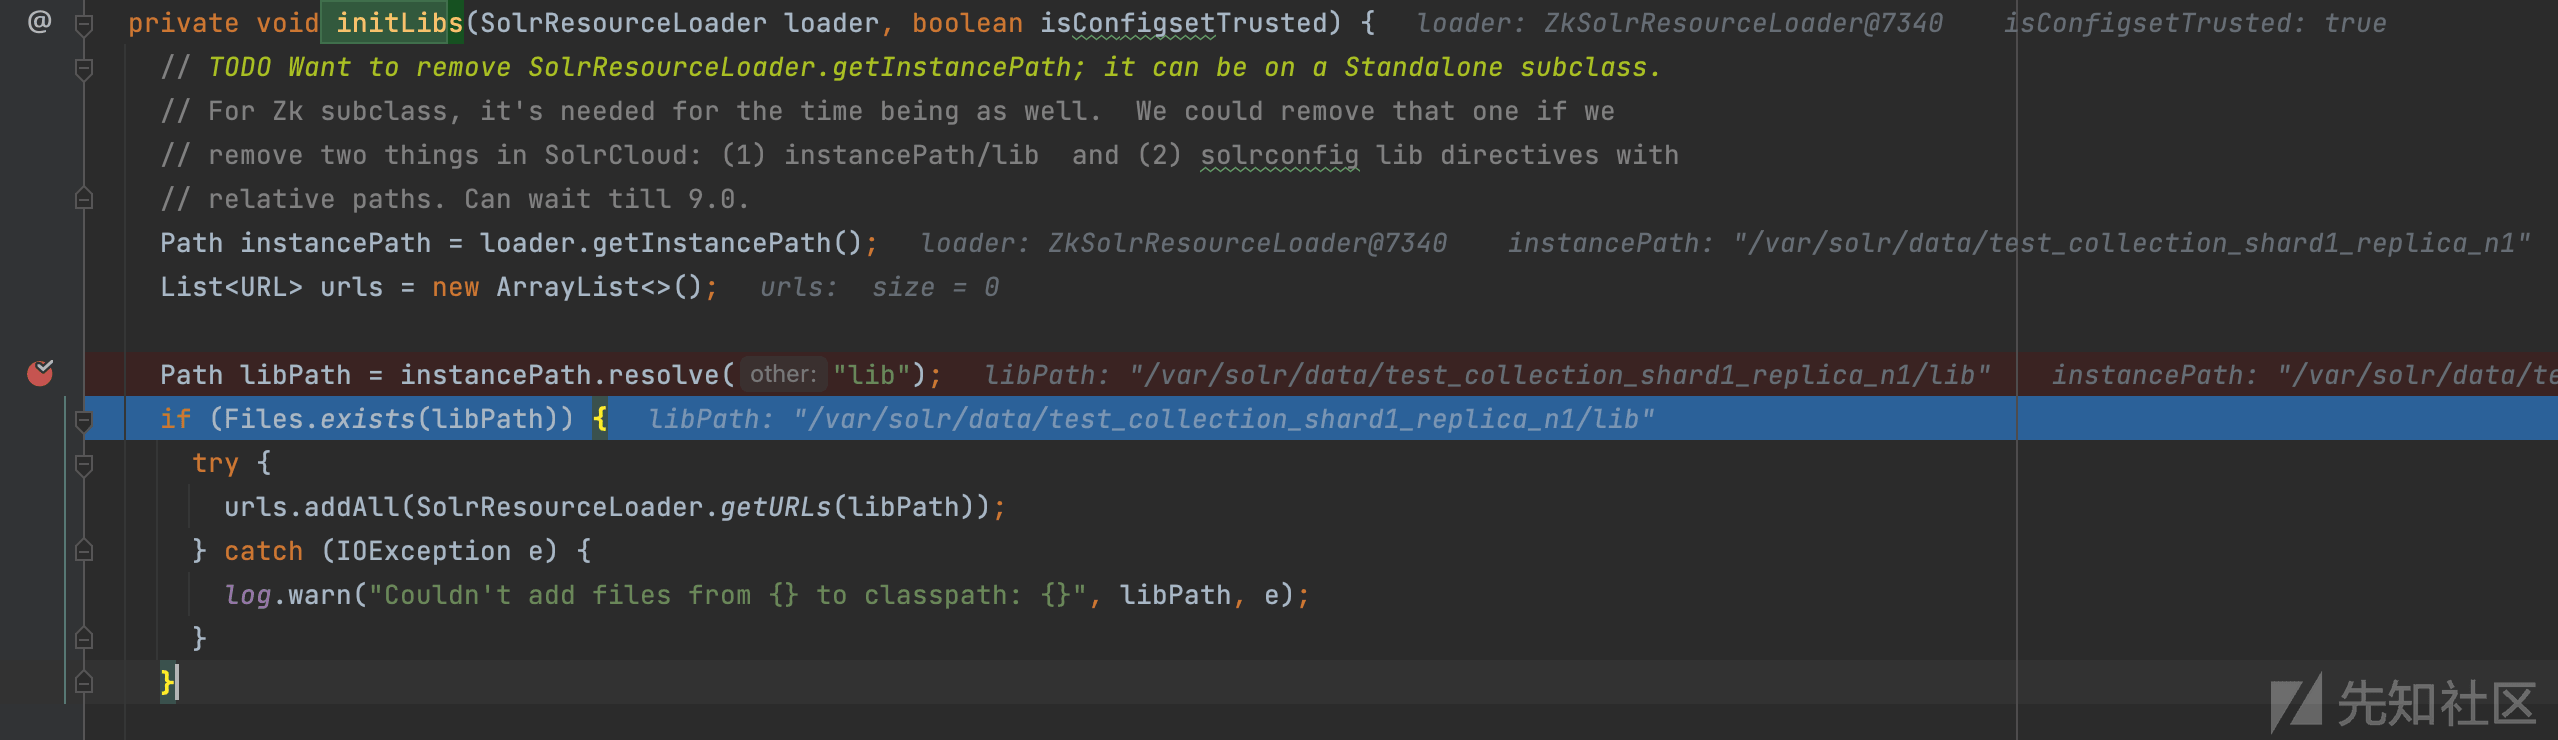 @ private void initLibs(SolrResourceLoader loader, boolean isConfigsetTrusted) { loader: ZkSolrResourceLoader@7340 isConfigsetTrusted: true
// TODO Want to remove SolrResourceLoader.getInstancePath; it can be on a Standalone subclass.
// For Zk subclass, it's needed for the time being as well.  We could remove that one if we
// remove two things in SolrCloud: (1) instancePath/lib  and (2) solrconfig lib directives with
// relative paths. Can wait till 9.0.
Path instancePath = loader.getInstancePath(); loader: ZkSolrResourceLoader@7340 instancePath: "/var/solr/data/test_collection_shard1_replica_n1"
List<URL> urls = new ArrayList<>(); urls:  size = 0
Path libPath = instancePath.resolve( other: "lib"); libPath: "/var/solr/data/test_collection_shard1_replica_n1/lib" instancePath: "/var/solr/data/te
if (Files.exists(libPath)) { libPath: "/var/solr/data/test_collection_shard1_replica_n1/lib"
try {
urls.addAll(SolrResourceLoader.getURLs(libPath));
} catch (IOException e) {
log.warn("Couldn't add files from {} to classpath: {}", libPath, e);
}
}
先知社区